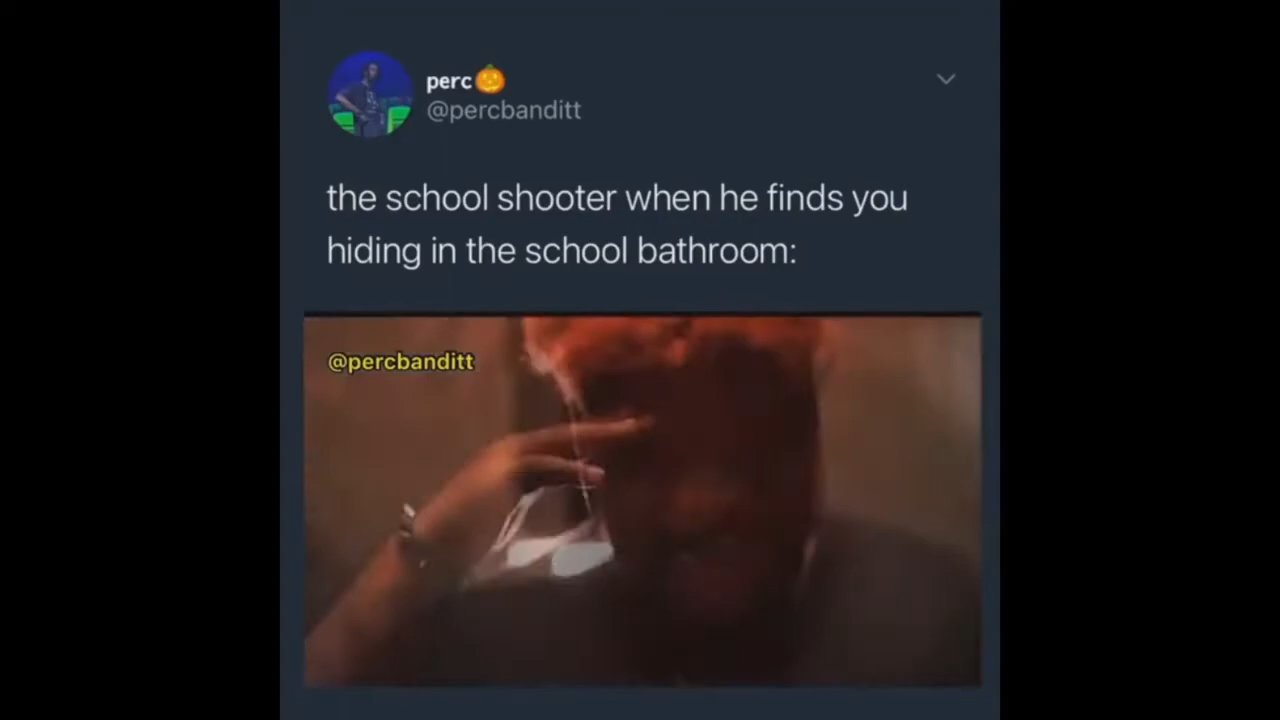 perc🎃
@percbanditt
the school shooter when he finds you
hiding in the school bathroom:
@percbanditt